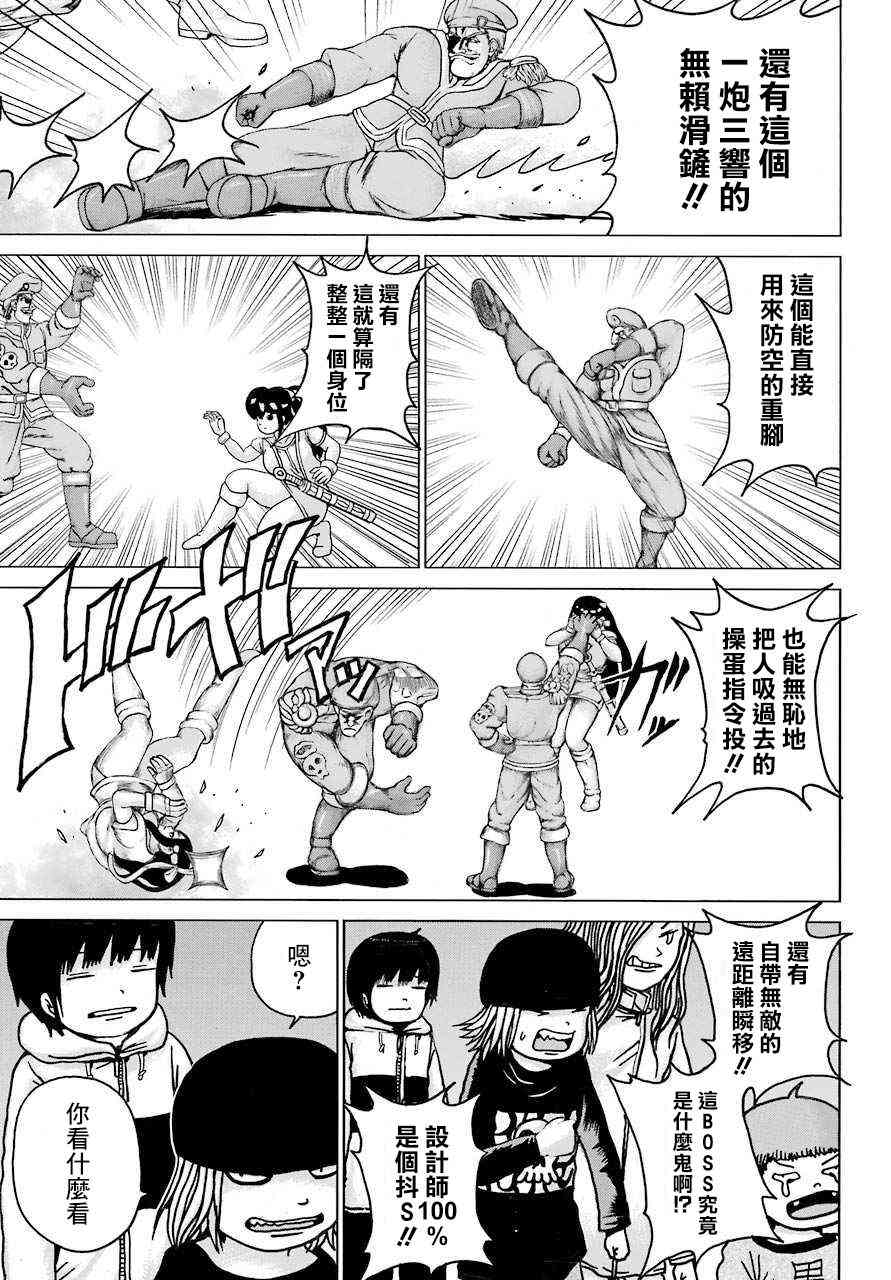 還有這個
一炮三響的
無賴滑鏟!!
這個能直接
用來防空的重腳
還有
這就算隔了
整整一個身位
也能無恥地
把人吸過去的
操蛋指令投!!
ガッ
ガッ
還有
自帶無敵的
遠距離瞬移!!
這BOSS究竟
是什麼鬼啊!?
設計師100%
是個抖S!!
嗯?
你看什麼看